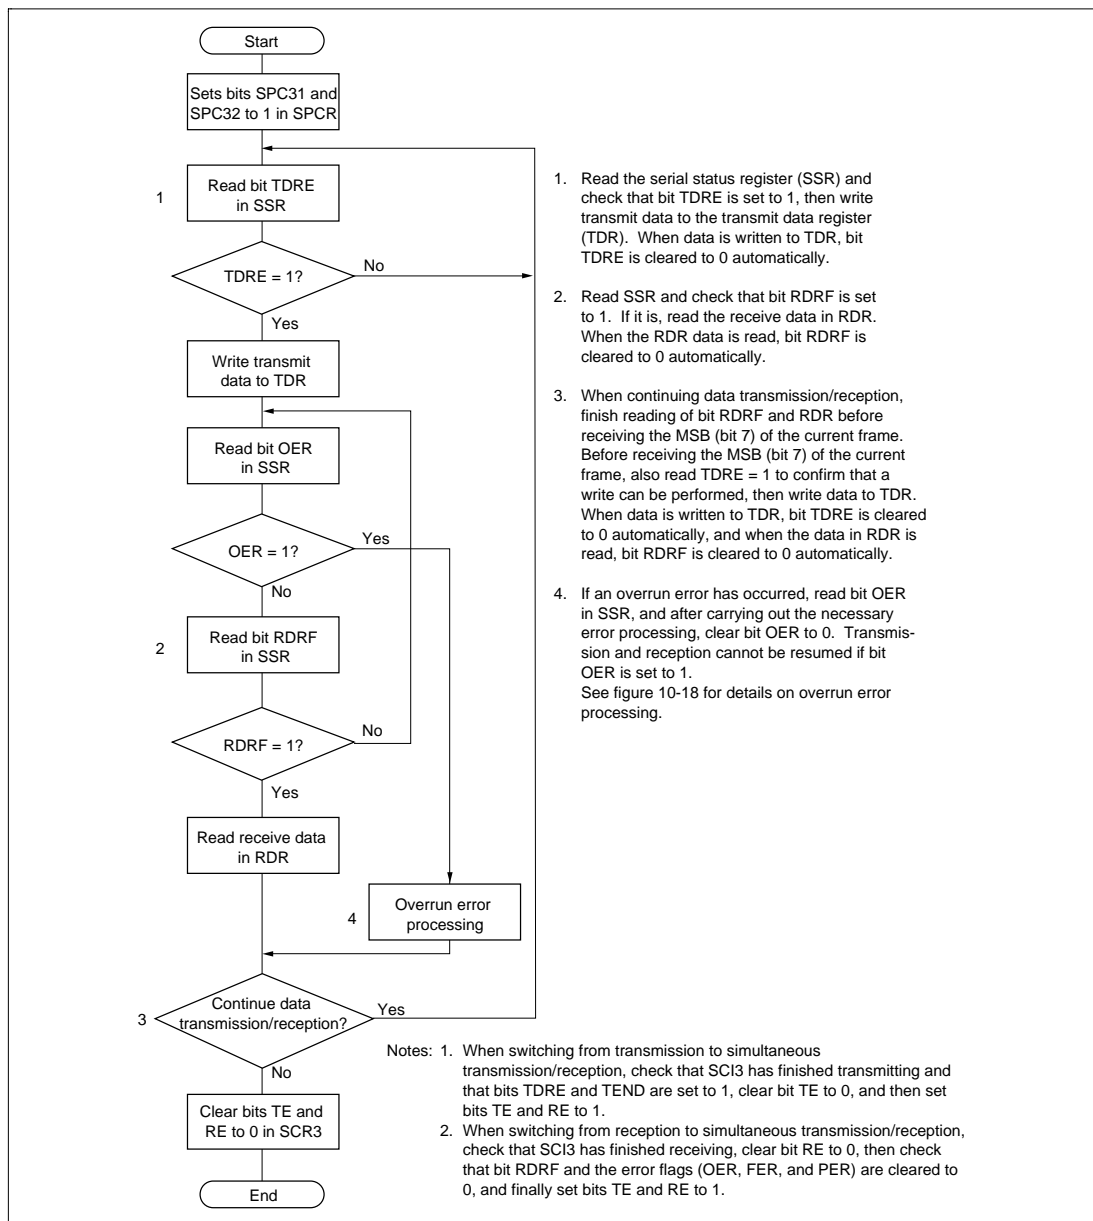 Start
Sets bits SPC31 and
SPC32 to 1 in SPCR
1
Read bit TDRE
in SSR
TDRE = 1?
No
Yes
Write transmit
data to TDR
Read bit OER
in SSR
OER = 1?
Yes
No
2
Read bit RDRF
in SSR
RDRF = 1?
No
Yes
Read receive data
in RDR
4
Overrun error
processing
3
Continue data
transmission/reception?
Yes
No
Clear bits TE and
RE to 0 in SCR3
End
1. Read the serial status register (SSR) and
check that bit TDRE is set to 1, then write
transmit data to the transmit data register
(TDR). When data is written to TDR, bit
TDRE is cleared to 0 automatically.
2. Read SSR and check that bit RDRF is set
to 1. If it is, read the receive data in RDR.
When the RDR data is read, bit RDRF is
cleared to 0 automatically.
3. When continuing data transmission/reception,
finish reading of bit RDRF and RDR before
receiving the MSB (bit 7) of the current frame.
Before receiving the MSB (bit 7) of the current
frame, also read TDRE = 1 to confirm that a
write can be performed, then write data to TDR.
When data is written to TDR, bit TDRE is cleared
to 0 automatically, and when the data in RDR is
read, bit RDRF is cleared to 0 automatically.
4. If an overrun error has occurred, read bit OER
in SSR, and after carrying out the necessary
error processing, clear bit OER to 0. Transmis-
sion and reception cannot be resumed if bit
OER is set to 1.
See figure 10-18 for details on overrun error
processing.
Notes: 1. When switching from transmission to simultaneous
transmission/reception, check that SCI3 has finished transmitting and
that bits TDRE and TEND are set to 1, clear bit TE to 0, and then set
bits TE and RE to 1.
2. When switching from reception to simultaneous transmission/reception,
check that SCI3 has finished receiving, clear bit RE to 0, then check
that bit RDRF and the error flags (OER, FER, and PER) are cleared to
0, and finally set bits TE and RE to 1.